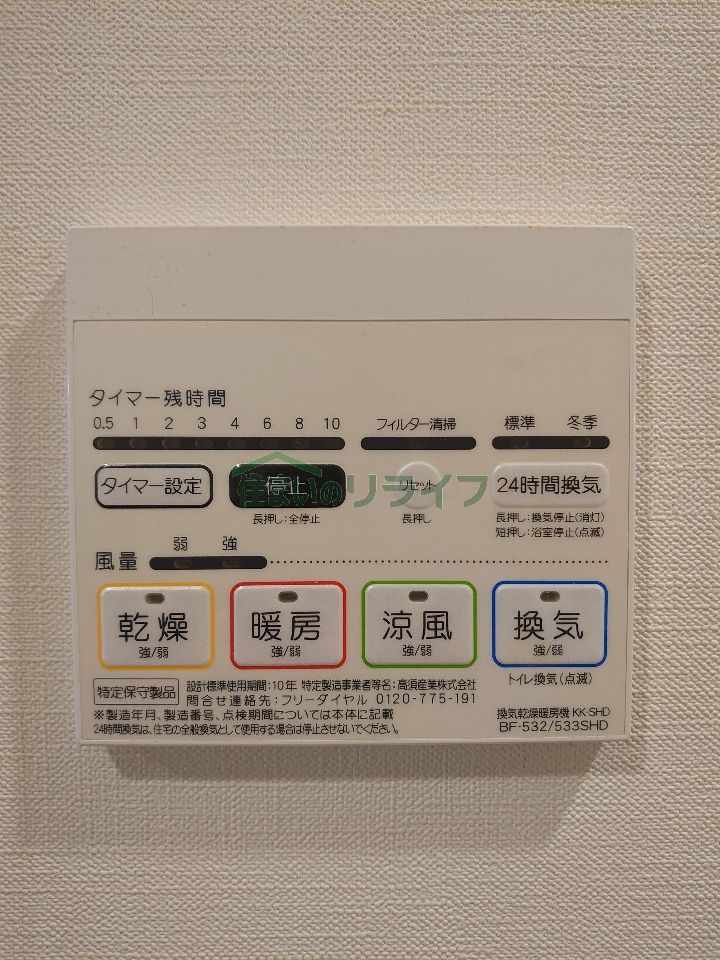 タイマー残時間
0.5 1 2 3 4 6 8 10 フィルター清掃 標準 冬季
タイマー設定 停止 リセット 24時間換気
住まいのリライフ
長押し:全停止 長押し 長押し:換気停止(消灯)
短押し:浴室停止(点滅)
風量 弱 強
乾燥 暖房 涼風 換気
強/弱 強/弱 強/弱 強/弱
トイレ換気(点滅)
特定保守製品 設計標準使用期間:10年 特定製造事業者等名:高須産業株式会社
問合せ連絡先:フリーダイヤル 0120-775-191
※製造年月、製造番号、点検期間については本体に記載
24時間換気は、住宅の全般換気として使用する場合は停止させないでください。
換気乾燥暖房機 KK-SHD
BF-532/533SHD